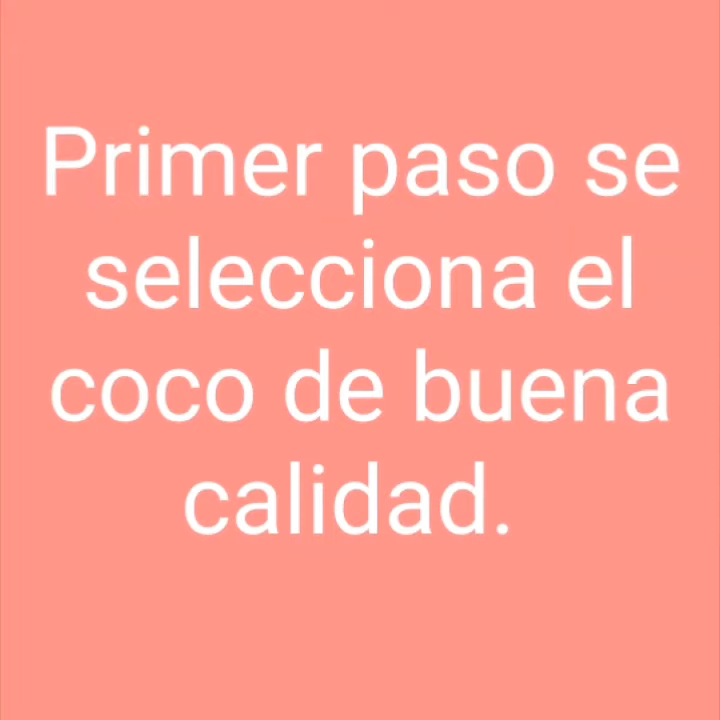 Primer paso se
selecciona el
coco de buena
calidad.